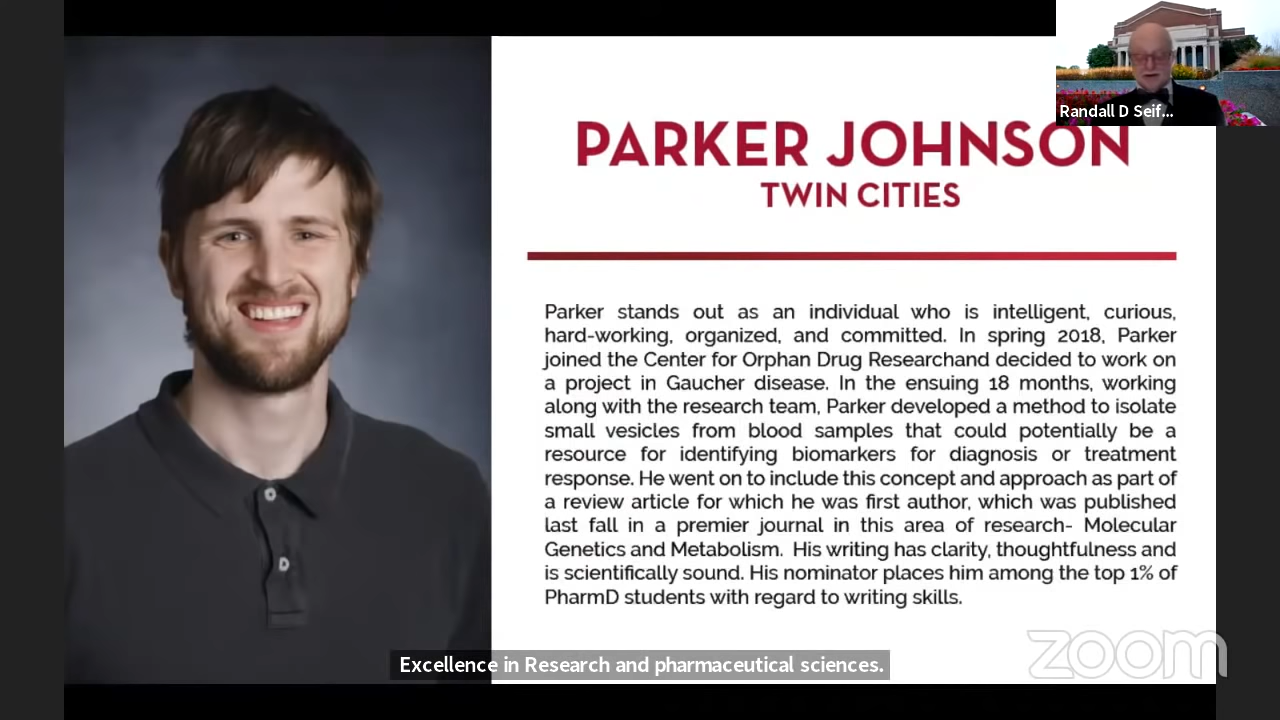 Randall D Seif...
PARKER JOHNSON
TWIN CITIES
Parker stands out as an individual who is intelligent, curious,
hard-working, organized, and committed. In spring 2018, Parker
joined the Center for Orphan Drug Researchand decided to work on
a project in Gaucher disease. In the ensuing 18 months, working
along with the research team, Parker developed a method to isolate
small vesicles from blood samples that could potentially be a
resource for identifying biomarkers for diagnosis or treatment
response. He went on to include this concept and approach as part of
a review article for which he was first author, which was published
last fall in a premier journal in this area of research- Molecular
Genetics and Metabolism.  His writing has clarity, thoughtfulness and
is scientifically sound. His nominator places him among the top 1% of
PharmD students with regard to writing skills.
zoom
Excellence in Research and pharmaceutical sciences.